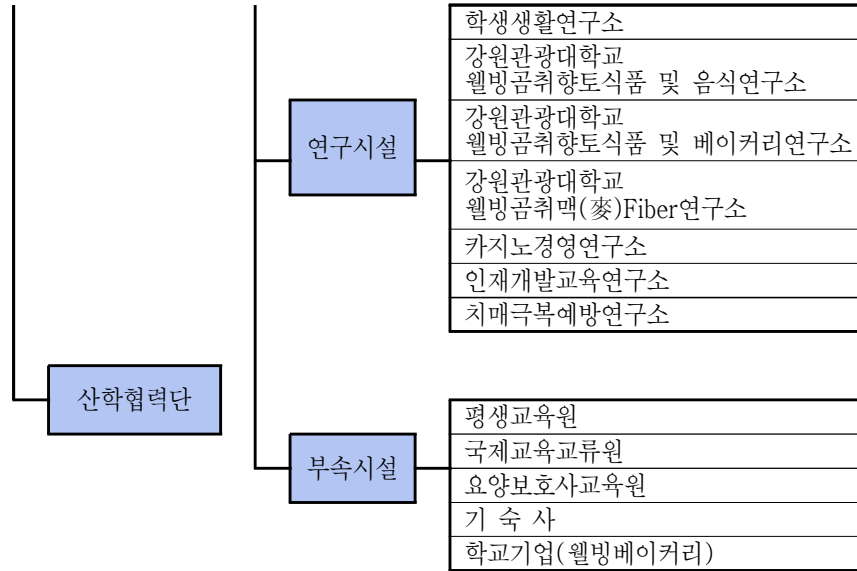 학생생활연구소
강원관광대학교
웰빙곰취향토식품 및 음식연구소
강원관광대학교
웰빙곰취향토식품 및 베이커리연구소
연구시설
강원관광대학교
웰빙곰취맥(麥)Fiber연구소
카지노경영연구소
인재개발교육연구소
치매극복예방연구소
산학협력단
평생교육원
국제교육교류원
부속시설
요양보호사교육원
기 숙 사
학교기업(웰빙베이커리)